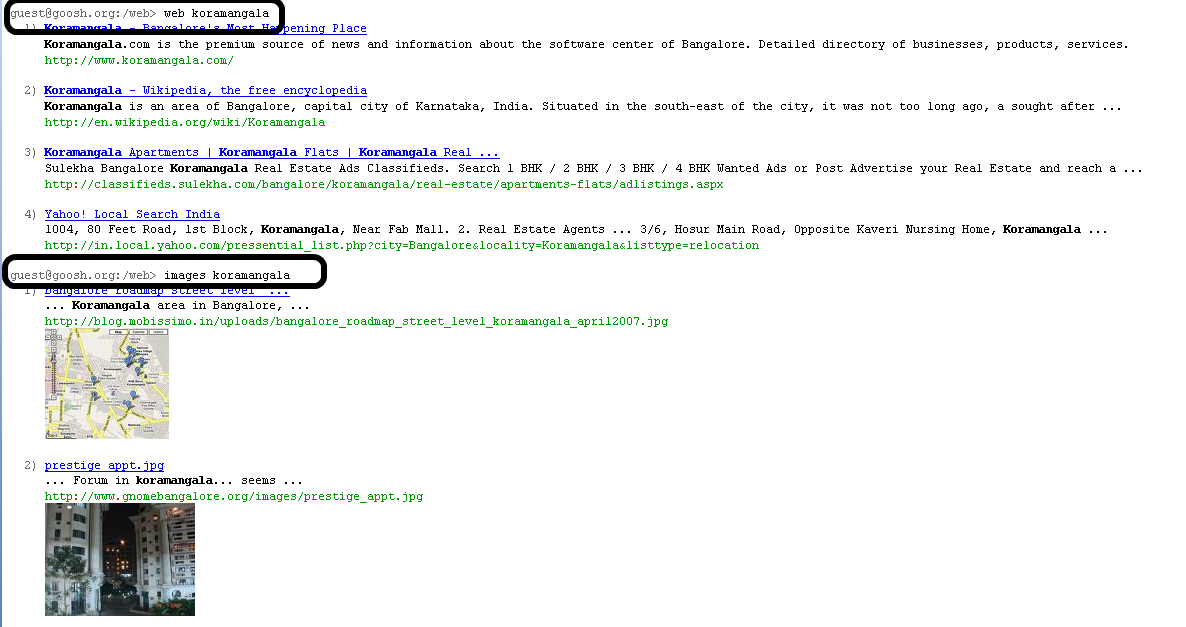 guest@goosh.org:/web> web koramangala
1) Koramangala - Bangalore's Most Happening Place
Koramangala.com is the premium source of news and information about the software center of Bangalore. Detailed directory of businesses, products, services.
http://www.koramangala.com/
2) Koramangala - Wikipedia, the free encyclopedia
Koramangala is an area of Bangalore, capital city of Karnataka, India. Situated in the south-east of the city, it was not too long ago, a sought after ...
http://en.wikipedia.org/wiki/Koramangala
3) Koramangala Apartments | Koramangala Flats | Koramangala Real ...
Sulekha Bangalore Koramangala Real Estate Ads Classifieds. Search 1 BHK / 2 BHK / 3 BHK / 4 BHK Wanted Ads or Post Advertise your Real Estate and reach a ...
http://classifieds.sulekha.com/bangalore/koramangala/real-estate/apartments-flats/adlistings.aspx
4) Yahoo! Local Search India
1004, 80 Feet Road, 1st Block, Koramangala, Near Fab Mall. 2. Real Estate Agents ... 3/6, Hosur Main Road, Opposite Kaveri Nursing Home, Koramangala ...
http://in.local.yahoo.com/pressential_list.php?city=Bangalore&locality=Koramangala&listtype=relocation
guest@goosh.org:/web> images koramangala
1) bangalore roadmap street level ...
... Koramangala area in Bangalore, ...
http://blog.mobissimo.in/uploads/bangalore_roadmap_street_level_koramangala_april2007.jpg
2) prestige appt.jpg
... Forum in koramangala... seems ...
http://www.gnomebangalore.org/images/prestige_appt.jpg